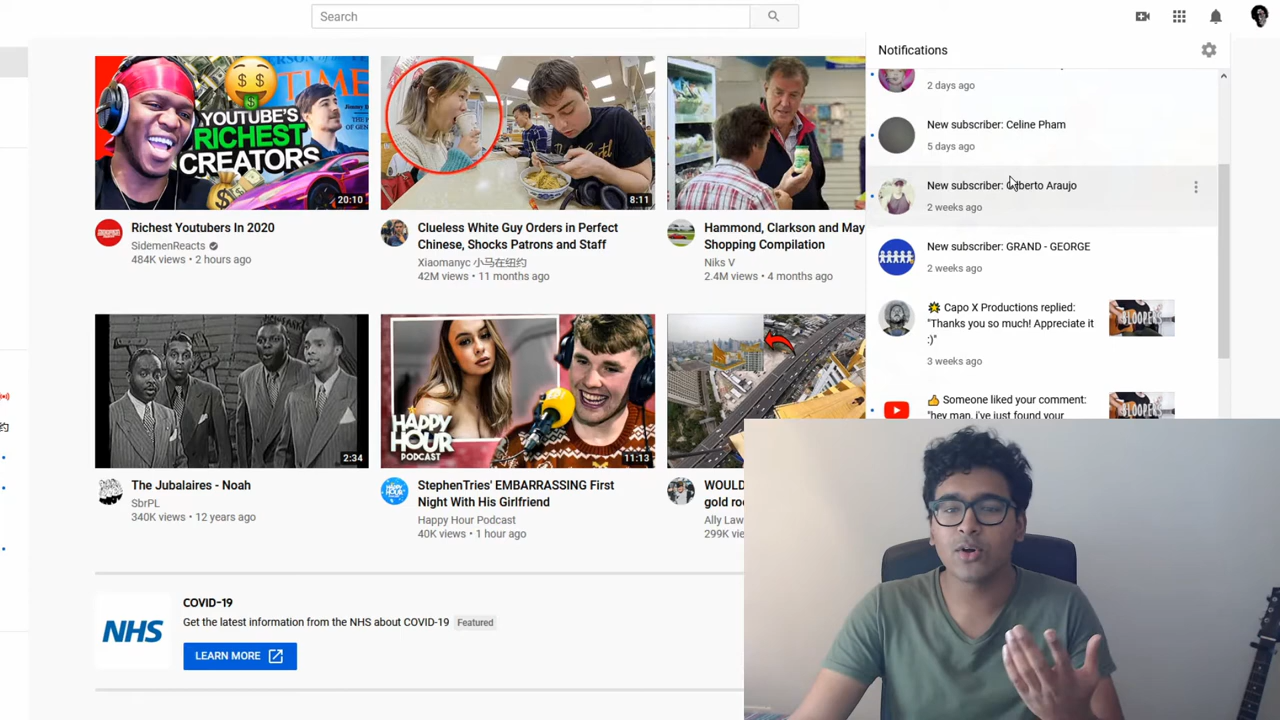 Search
Notifications
2 days ago
New subscriber: Celine Pham
5 days ago
New subscriber: Araujo
2 weeks ago
New subscriber: GRAND - GEORGE
2 weeks ago
Capo X Productions replied:
"Thanks you so much! Appreciate it
:)"
3 weeks ago
BLOOPERS
Someone liked your comment:
"hey man, i've just found your
TIME
YOUTUBE'S
RICHEST
CREATORS
20:10
8:11
Richest Youtubers In 2020
SidemenReacts
484K views • 2 hours ago
Clueless White Guy Orders in Perfect
Chinese, Shocks Patrons and Staff
Xiaomanyc 小马在纽约
42M views • 11 months ago
Hammond, Clarkson and May
Shopping Compilation
Niks V
2.4M views • 4 months ago
约
HAPPY
HOUR
PODCAST
2:34
11:13
The Jubalaires - Noah
SbrPL
340K views • 12 years ago
StephenTries' EMBARRASSING First
Night With His Girlfriend
Happy Hour Podcast
40K views • 1 hour ago
WOULD
gold ro
Ally Law
299K
NHS
COVID-19
Get the latest information from the NHS about COVID-19 Featured
LEARN MORE